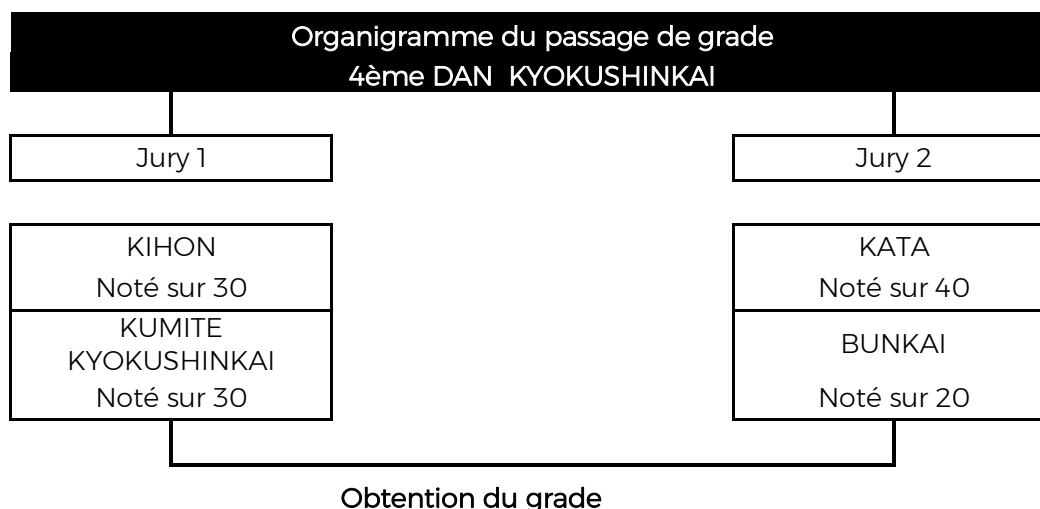 Organigramme du passage de grade
4ème DAN KYOKUSHINKAI
Jury 1
Jury 2
KIHON
Noté sur 30
KUMITE
KYOKUSHINKAI
Noté sur 30
KATA
Noté sur 40
BUNKAI
Noté sur 20
Obtention du grade